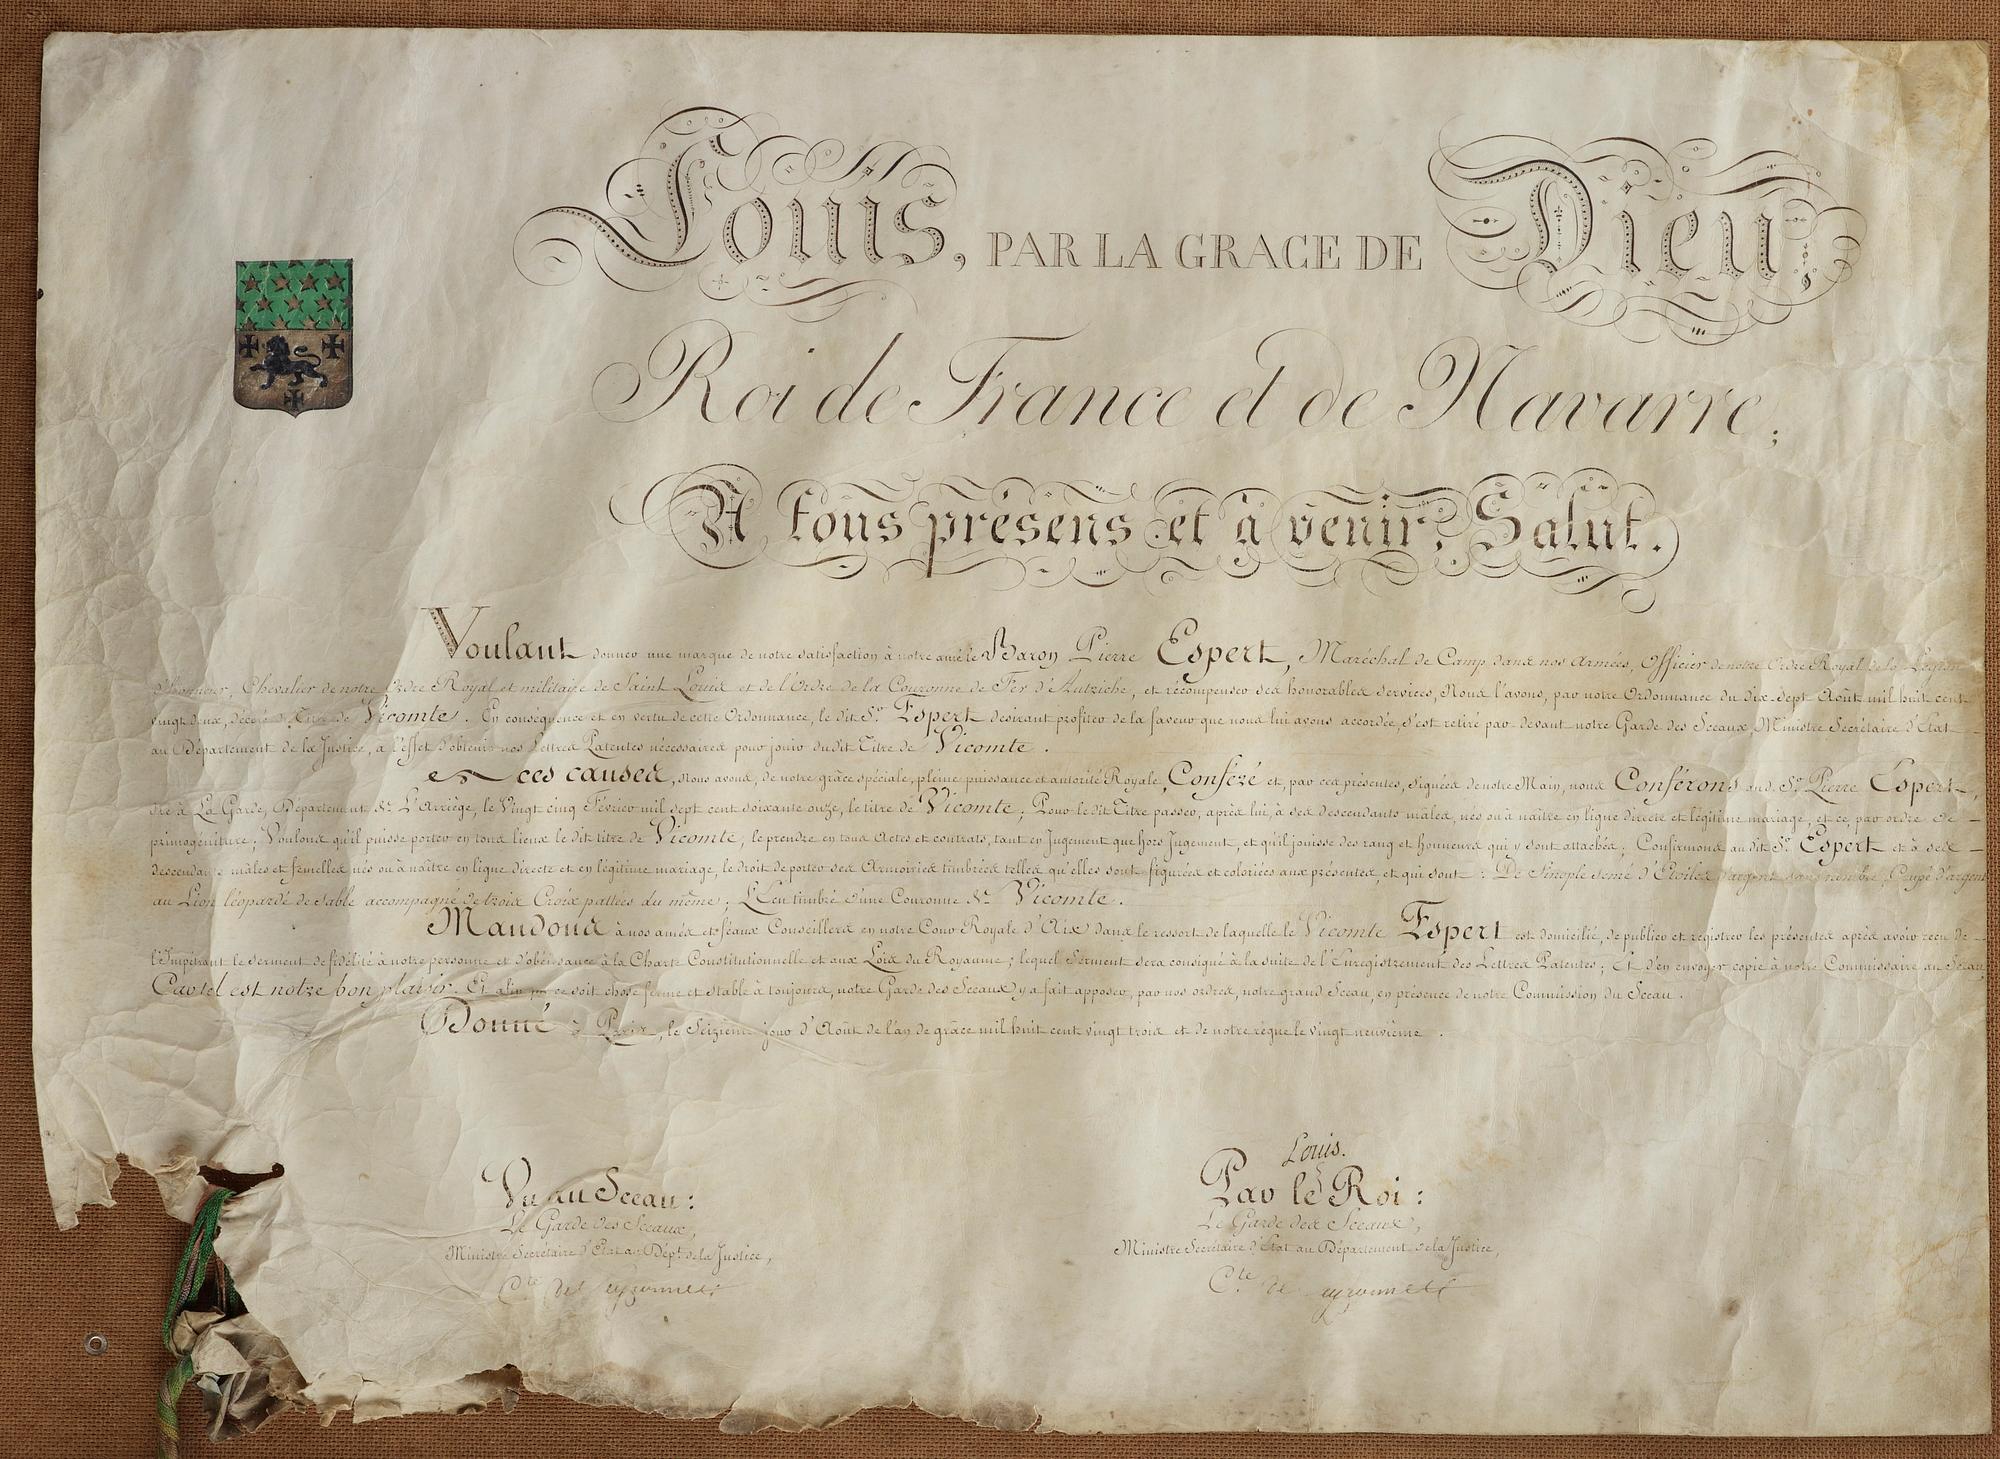 Louis, PAR LA GRACE DE Dieu,
Roi de France et de Navarre,
A tous présens et à venir, Salut.
Voulant donner une marque de notre satisfaction à notre amé le Baron Pierre Espert, Maréchal de Camp dans nos Armées, Officier de notre Ordre Royal de la Légion
d'honneur, Chevalier de notre Ordre Royal et militaire de Saint Louis et de l'Ordre de la Couronne de Fer d'Autriche, et récompenser ses honorables services, Nous l'avons, par notre Ordonnance du dix-sept Août mil huit cent
vingt deux, décoré du Titre de Vicomte. En conséquence et en vertu de cette Ordonnance, le dit Sr. Espert désirant profiter de la faveur que nous lui avons accordée, s'est retiré par devant notre Garde des Sceaux Ministre Secrétaire d'Etat
au Département de la Justice, à l'effet d'obtenir nos Lettres Patentes nécessaires pour jouir du dit Titre de Vicomte.
ces causes, nous avons, de notre grâce spéciale, pleine puissance et autorité Royale, Conféré et, par ces présentes, signées de notre Main, nous Conférons aud. Sr. Pierre Espert,
né à La Garde, Département de L'Arriège, le Vingt cinq Février mil sept cent soixante onze, le titre de Vicomte; Pour le dit Titre passer, après lui, à ses descendants mâles, nés ou à naître en ligne directe et légitime mariage, et ce par ordre de
primogéniture. Voulons qu'il puisse porter en tous lieux le dit titre de Vicomte, le prendre en tous Actes et contrats, tant en Jugement que hors Jugement, et qu'il jouisse des rang et honneurs qui y sont attachés; Confirmons au dit Sr. Espert et à ses
descendants mâles et femelles nés ou à naître en ligne directe et en légitime mariage, le droit de porter ses Armoiries timbrées telles qu'elles sont figurées et coloriées aux présentes, et qui sont: De Sinople semé d'Etoiles d'argent sans nombre, Coupé d'argent
au Lion léopardé de sable accompagné de trois Croix pattées du même; L'Ecu timbré d'une Couronne de Vicomte.
Mandons à nos amés et féaux Conseillers en notre Cour Royale d'Aix dans le ressort de laquelle le Vicomte Espert est domicilié, de publier et registrer les présentes après avoir reçu de
l'Impétrant le serment de fidélité à notre personne et d'obéissance à la Charte Constitutionnelle et aux Lois du Royaume; lequel Serment sera consigné à la suite de l'Enregistrement des Lettres Patentes; Et d'en envoyer copie à notre Commissaire au Sceau
Car tel est notre bon plaisir. Et afin que ce soit chose ferme et stable à toujours, notre Garde des Sceaux y a fait apposer, par nos ordres, notre grand Sceau, en présence de notre Commission du Sceau.
Donné à Paris, le Seizième jour d'Août de l'an de grâce mil huit cent vingt trois et de notre règne le vingt neuvième.
Louis.
Vu au Sceau:
Le Garde des Sceaux,
Ministre Secrétaire d'Etat au Dépt. de la Justice,
Cte de Peyronnet
Par le Roi:
Le Garde des Sceaux,
Ministre Secrétaire d'Etat au Département de la Justice,
Cte de Peyronnet